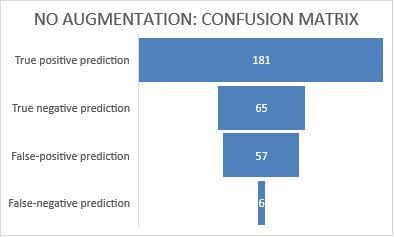 NO AUGMENTATION: CONFUSION MATRIX
True positive prediction 181
True negative prediction 65
False-positive prediction 57
False-negative prediction 6